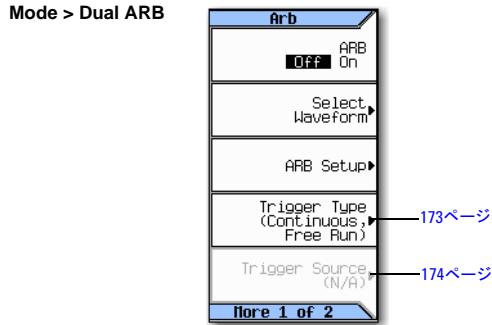 Mode > Dual ARB
Arb
ARB
Off On
Select
Waveform
ARB Setup
Trigger Type
(Continuous,
Free Run)
173ページ
Trigger Source
(N/A)
174ページ
More 1 of 2